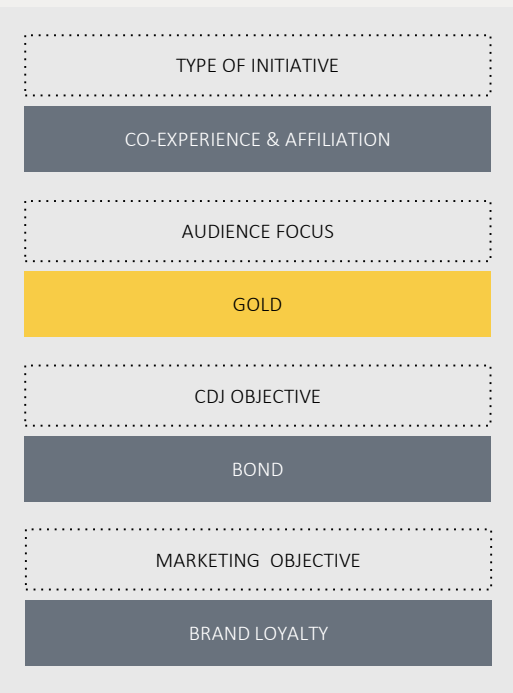 TYPE OF INITIATIVE
CO-EXPERIENCE & AFFILIATION
AUDIENCE FOCUS
GOLD
CDJ OBJECTIVE
BOND
MARKETING  OBJECTIVE
BRAND LOYALTY